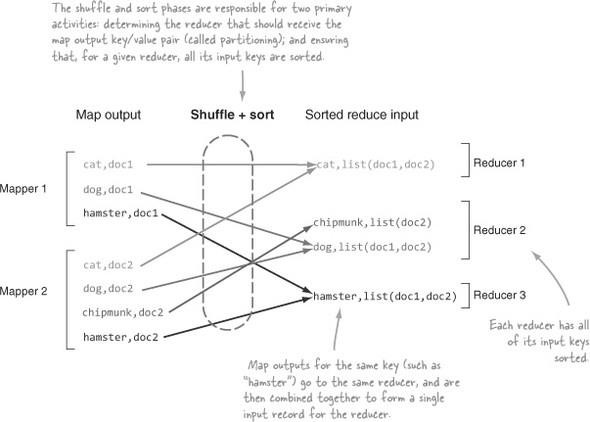 The shuffle and sort phases are responsible for two primary
activities: determining the reducer that should receive the
map output key/value pair (called partitioning); and ensuring
that, for a given reducer, all its input keys are sorted.
Map output
Shuffle + sort
Sorted reduce input
Mapper 1
cat,doc1
dog,doc1
hamster,doc1
Mapper 2
cat,doc2
dog,doc2
chipmunk,doc2
hamster,doc2
cat,list(doc1,doc2)
Reducer 1
chipmunk,list(doc2)
dog,list(doc1,doc2)
Reducer 2
hamster,list(doc1,doc2)
Reducer 3
Each reducer has all
of its input keys
sorted.
Map outputs for the same key (such as
"hamster") go to the same reducer, and are
then combined together to form a single
input record for the reducer.